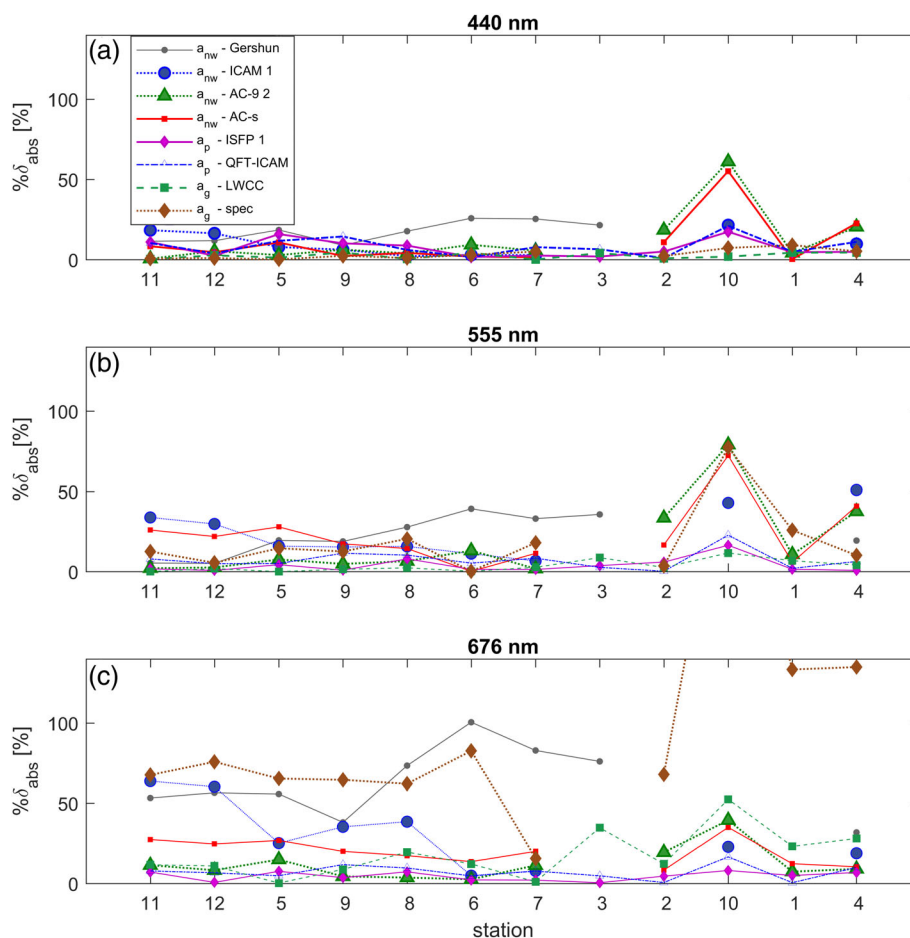 440 nm
(a)
a_nw - Gershun
a_nw - ICAM 1
a_nw - AC-9 2
a_nw - AC-s
a_p - ISFP 1
a_p - QFT-ICAM
a_g - LWCC
a_g - spec
%δ_abs [%]
100
50
0
11 12 5 9 8 6 7 3 2 10 1 4
555 nm
(b)
%δ_abs[%]
100
50
0
11 12 5 9 8 6 7 3 2 10 1 4
676 nm
(c)
%δ_abs [%]
100
50
0
11 12 5 9 8 6 7 3 2 10 1 4
station